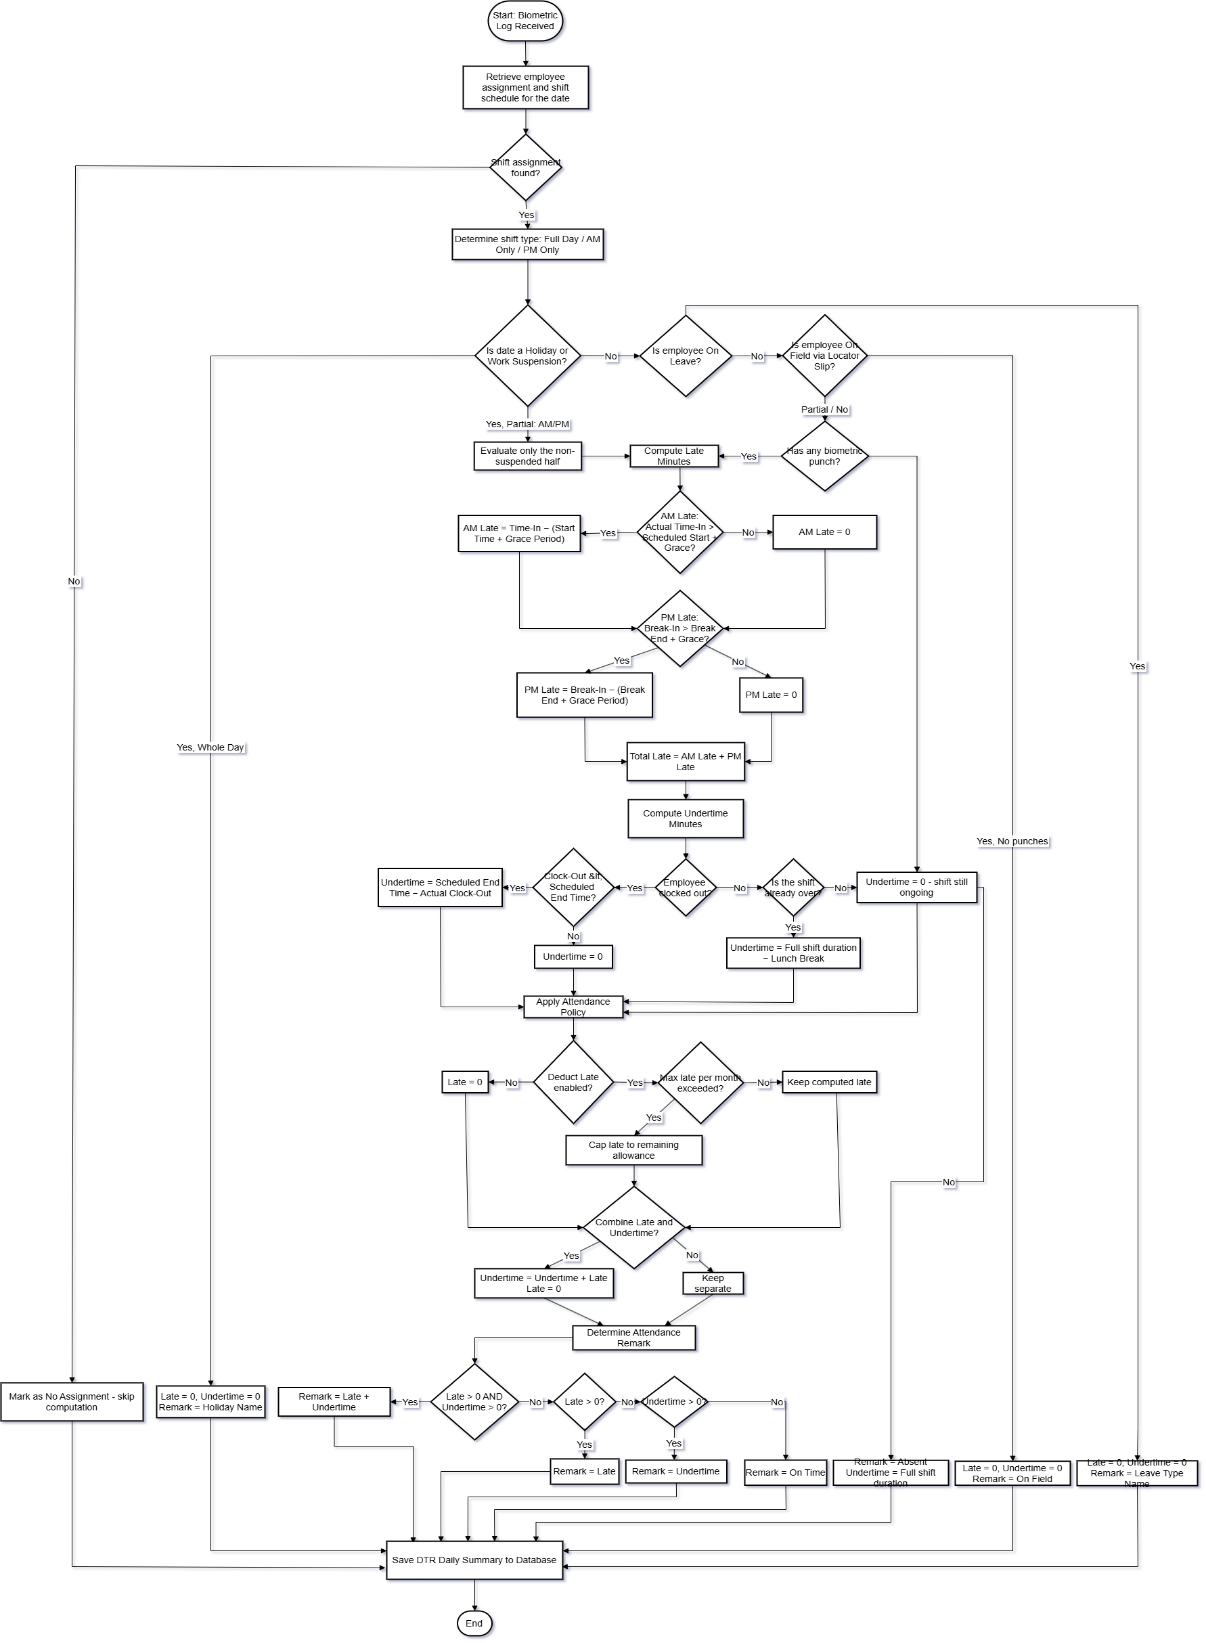 Start: Biometric
Log Received
Retrieve employee
assignment and shift
schedule for the date
Shift assignment
found?
Yes
Determine shift type: Full Day / AM
Only / PM Only
Is date a Holiday or
Work Suspension?
No
Is employee On
Leave?
No
Is employee On
Field via Locator
Slip?
Yes, Partial: AM/PM
Partial / No
Evaluate only the non-
suspended half
Compute Late
Minutes
Yes
Has any biometric
punch?
AM Late = Time-In − (Start
Time + Grace Period)
Yes
AM Late:
Actual Time-In >
Scheduled Start +
Grace?
No
AM Late = 0
No
PM Late:
Break-In > Break
End + Grace?
Yes
No
Yes
PM Late = Break-In − (Break
End + Grace Period)
PM Late = 0
Yes, Whole Day
Total Late = AM Late + PM
Late
Compute Undertime
Minutes
Yes, No punches
Undertime = Scheduled End
Time − Actual Clock-Out
Yes
Clock-Out &lt;
Scheduled
End Time?
Yes
Employee
clocked out?
No
Is the shift
already over?
No
Undertime = 0 - shift still
ongoing
No
Yes
Undertime = 0
Undertime = Full shift duration
− Lunch Break
Apply Attendance
Policy
Late = 0
No
Deduct Late
enabled?
Yes
Max late per month
exceeded?
No
Keep computed late
Yes
Cap late to remaining
allowance
No
Combine Late and
Undertime?
Yes
No
Undertime = Undertime + Late
Late = 0
Keep
separate
Determine Attendance
Remark
Mark as No Assignment - skip
computation
Late = 0, Undertime = 0
Remark = Holiday Name
Remark = Late +
Undertime
Yes
Late > 0 AND
Undertime > 0?
No
Late > 0?
No
Undertime > 0?
No
Yes
Yes
Remark = Late
Remark = Undertime
Remark = On Time
Remark = Absent
Undertime = Full shift
duration
Late = 0, Undertime = 0
Remark = On Field
Late = 0, Undertime = 0
Remark = Leave Type
Name
Save DTR Daily Summary to Database
End